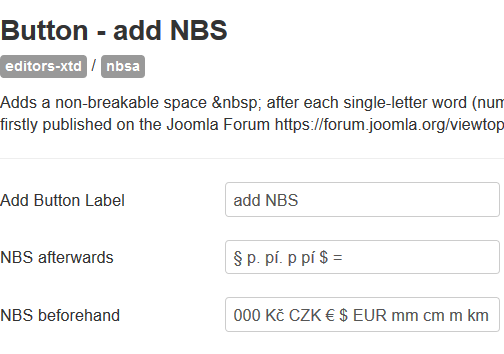 Button - add NBS
editors-xtd / nbsa
Adds a non-breakable space &nbsp; after each single-letter word (num
firstly published on the Joomla Forum https://forum.joomla.org/viewtop
Add Button Label add NBS
NBS afterwards § p. pí. p pí $ =
NBS beforehand 000 Kč CZK € $ EUR mm cm m km